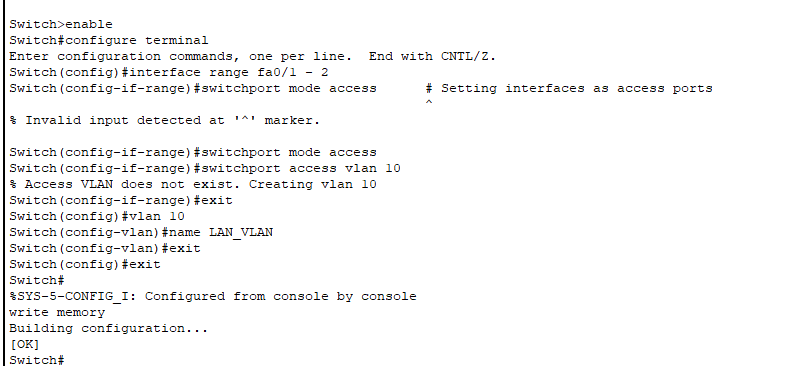 Switch>enable
Switch#configure terminal
Enter configuration commands, one per line.  End with CNTL/Z.
Switch(config)#interface range fa0/1 - 2
Switch(config-if-range)#switchport mode access      # Setting interfaces as access ports
                                                    ^
% Invalid input detected at '^' marker.

Switch(config-if-range)#switchport mode access
Switch(config-if-range)#switchport access vlan 10
% Access VLAN does not exist. Creating vlan 10
Switch(config-if-range)#exit
Switch(config)#vlan 10
Switch(config-vlan)#name LAN_VLAN
Switch(config-vlan)#exit
Switch(config)#exit
Switch#
%SYS-5-CONFIG_I: Configured from console by console
write memory
Building configuration...
[OK]
Switch#